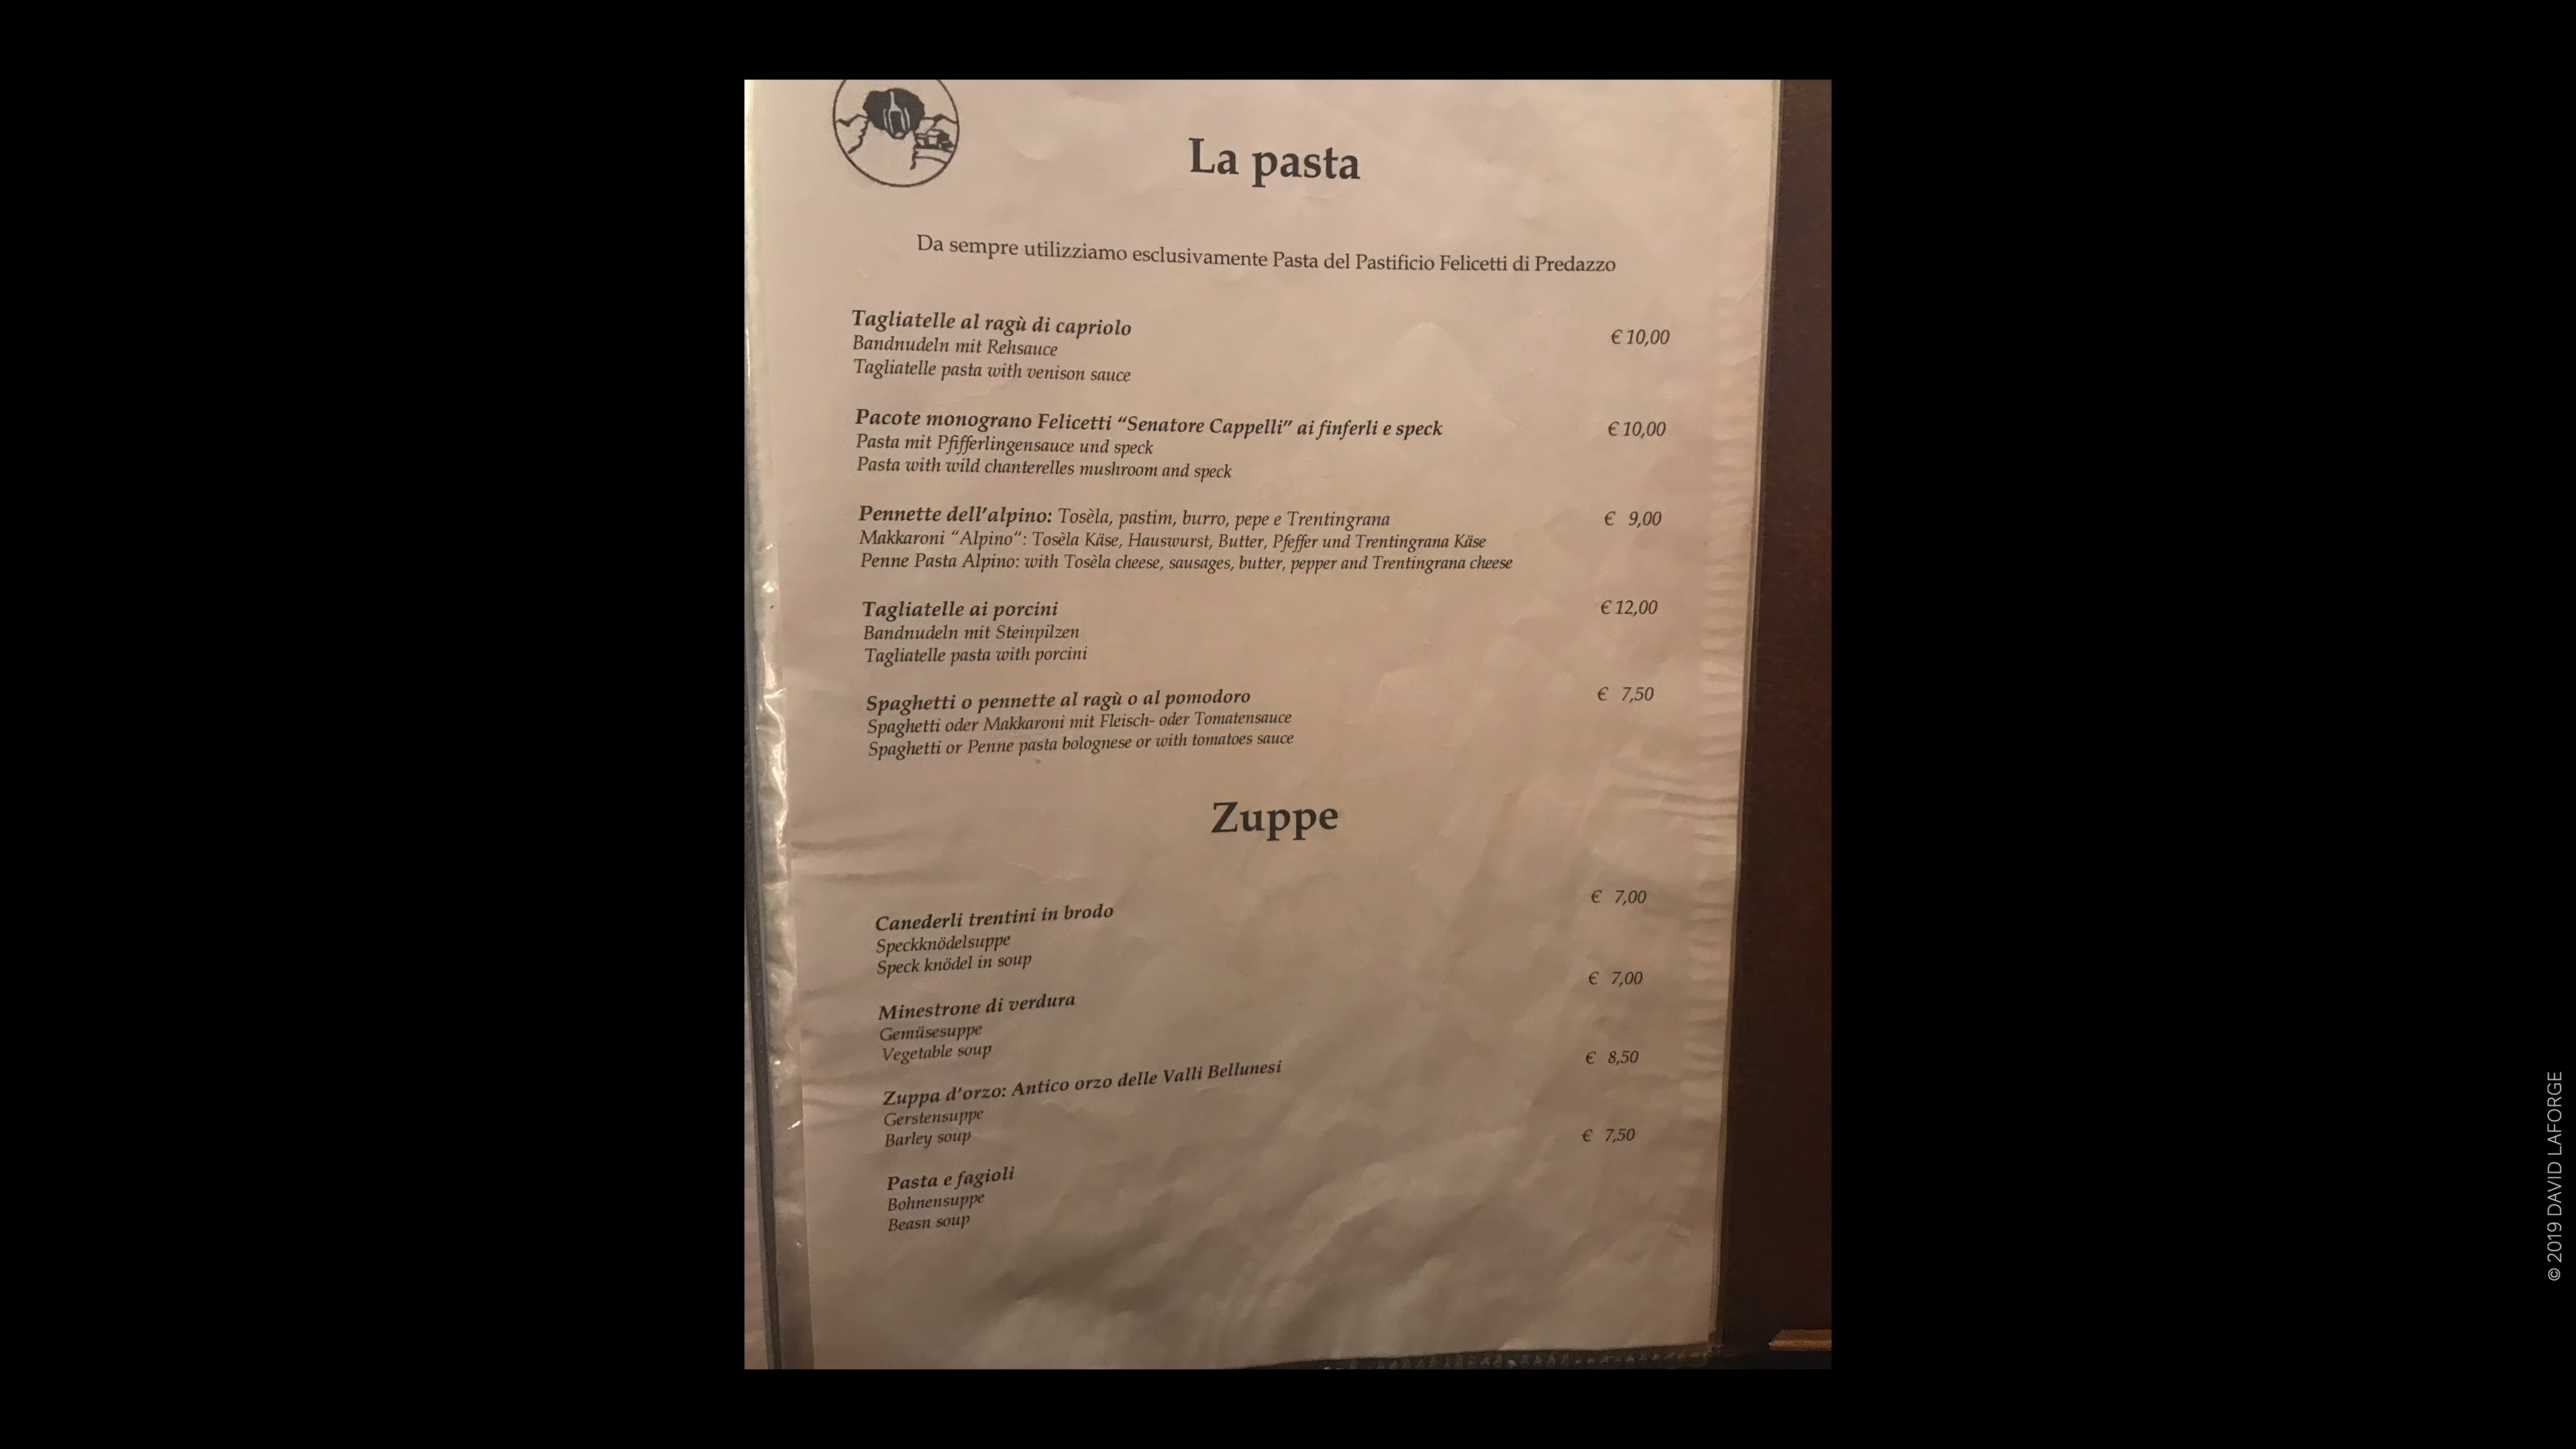 La pasta
Da sempre utilizziamo esclusivamente Pasta del Pastificio Felicetti di Predazzo
Tagliatelle al ragù di capriolo € 10,00
Bandnudeln mit Rehsauce
Tagliatelle pasta with venison sauce
Pacote monograno Felicetti “Senatore Cappelli” ai finferli e speck € 10,00
Pasta mit Pfifferlingensauce und speck
Pasta with wild chanterelles mushroom and speck
Pennette dell’alpino: Tosèla, pastim, burro, pepe e Trentingrana € 9,00
Makkaroni “Alpino“: Tosèla Käse, Hauswurst, Butter, Pfeffer und Trentingrana Käse
Penne Pasta Alpino: with Tosèla cheese, sausages, butter, pepper and Trentingrana cheese
Tagliatelle ai porcini € 12,00
Bandnudeln mit Steinpilzen
Tagliatelle pasta with porcini
Spaghetti o pennette al ragù o al pomodoro € 7,50
Spaghetti oder Makkaroni mit Fleisch- oder Tomatensauce
Spaghetti or Penne pasta bolognese or with tomatoes sauce
Zuppe
Canederli trentini in brodo € 7,00
Speckknödelsuppe
Speck knödel in soup
Minestrone di verdura € 7,00
Gemüsesuppe
Vegetable soup
Zuppa d’orzo: Antico orzo delle Valli Bellunesi € 8,50
Gerstensuppe
Barley soup
Pasta e fagioli € 7,50
Bohnensuppe
Beasn soup
© 2019 DAVID LAFORGE